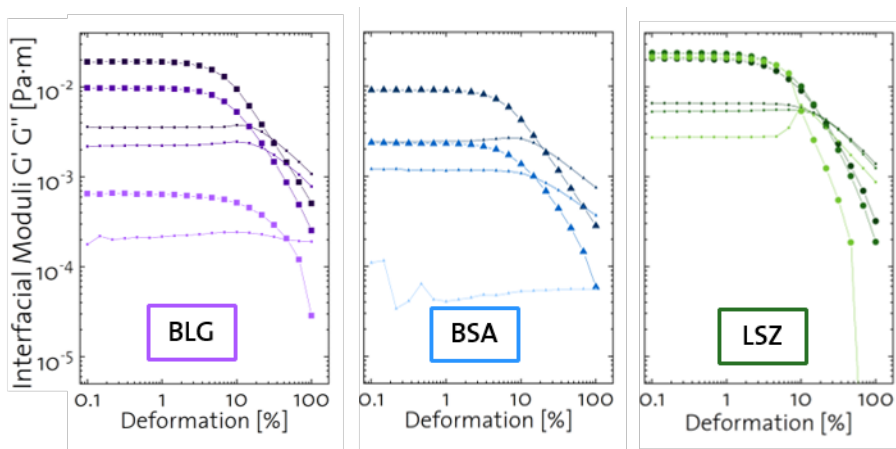 Interfacial Moduli G' G" [Pa·m]
10⁻²
10⁻³
10⁻⁴
10⁻⁵
BLG
BSA
LSZ
0.1 1 10 100
0.1 1 10 100
0.1 1 10 100
Deformation [%]
Deformation [%]
Deformation [%]